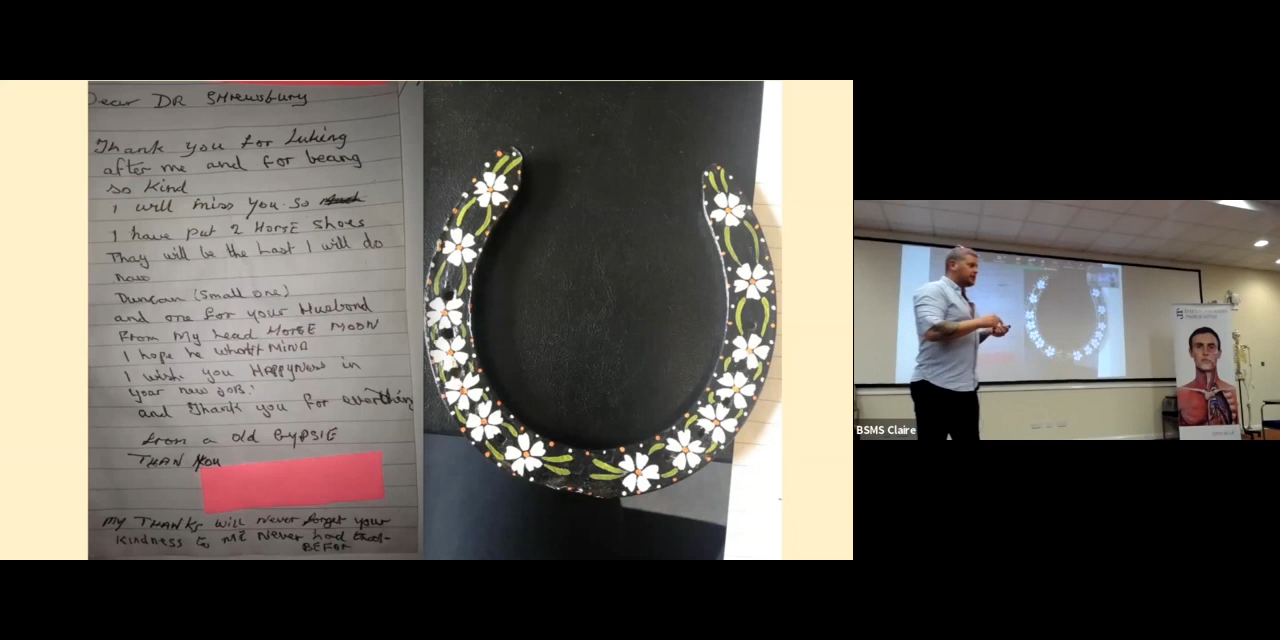 Dear DR Shrewsbury
Thank you for Luking
after me and for beang
so kind
I will miss you so much
I have put 2 HorsE Shoes
Thay will be the Last I will do
now
Duncan (small one)
and one for your Husbond
From My head HorsE MOON
I hope he MIND
I wish you HAPPyNess in
your new JOB!
and Thank you for everthing
from a old GYPSIE
THAN YOU
My THANKs will never forget your
kindness to mE Never had that
BEFOR
BSMS Claire